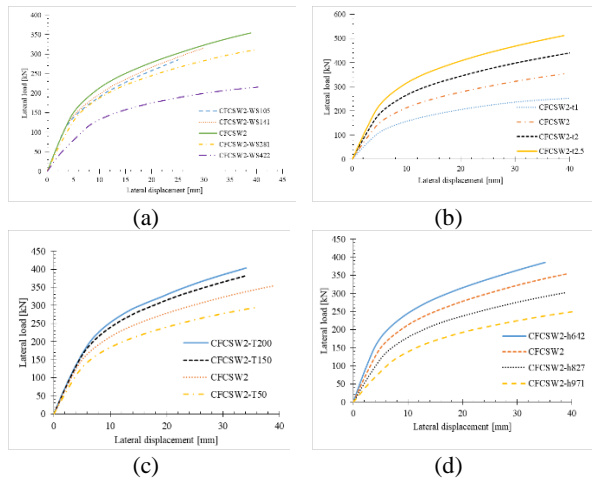 Lateral load [kN]
400
350
300
250
200
150
100
50
0
0 5 10 15 20 25 30 35 40 45
Lateral displacement [mm]
CFCSW2-WS105
CFCSW2-WS141
CFCSW2
CFCSW2-WS281
CFCSW2-WS422
(a)
Lateral load [kN]
600
500
400
300
200
100
0
0 10 20 30 40
Lateral displacement [mm]
CFCSW2-t1
CFCSW2
CFCSW2-t2
CFCSW2-t2.5
(b)
Lateral load [kN]
450
400
350
300
250
200
150
100
50
0
0 10 20 30 40
Lateral displacement [mm]
CFCSW2-T200
CFCSW2-T150
CFCSW2
CFCSW2-T50
(c)
Lateral load [kN]
450
400
350
300
250
200
150
100
50
0
0 10 20 30 40
Lateral displacement [mm]
CFCSW2-h642
CFCSW2
CFCSW2-h827
CFCSW2-h971
(d)